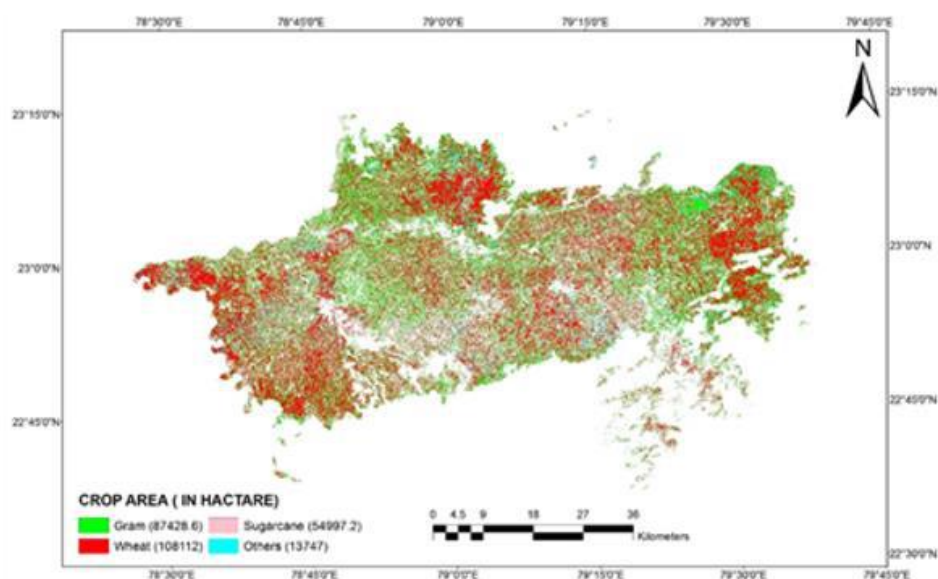 78°30'0"E 78°45'0"E 79°0'0"E 79°15'0"E 79°30'0"E 79°45'0"E
N
23°15'0"N 23°15'0"N
23°0'0"N 23°0'0"N
22°45'0"N 22°45'0"N
CROP AREA ( IN HACTARE)
Gram (87428.6) Sugarcane (54997.2)
Wheat (108112) Others (13747)
0 4.5 9 18 27 36
Kilometers
22°30'0"N
78°30'0"E 78°45'0"E 79°0'0"E 79°15'0"E 79°30'0"E 79°45'0"E